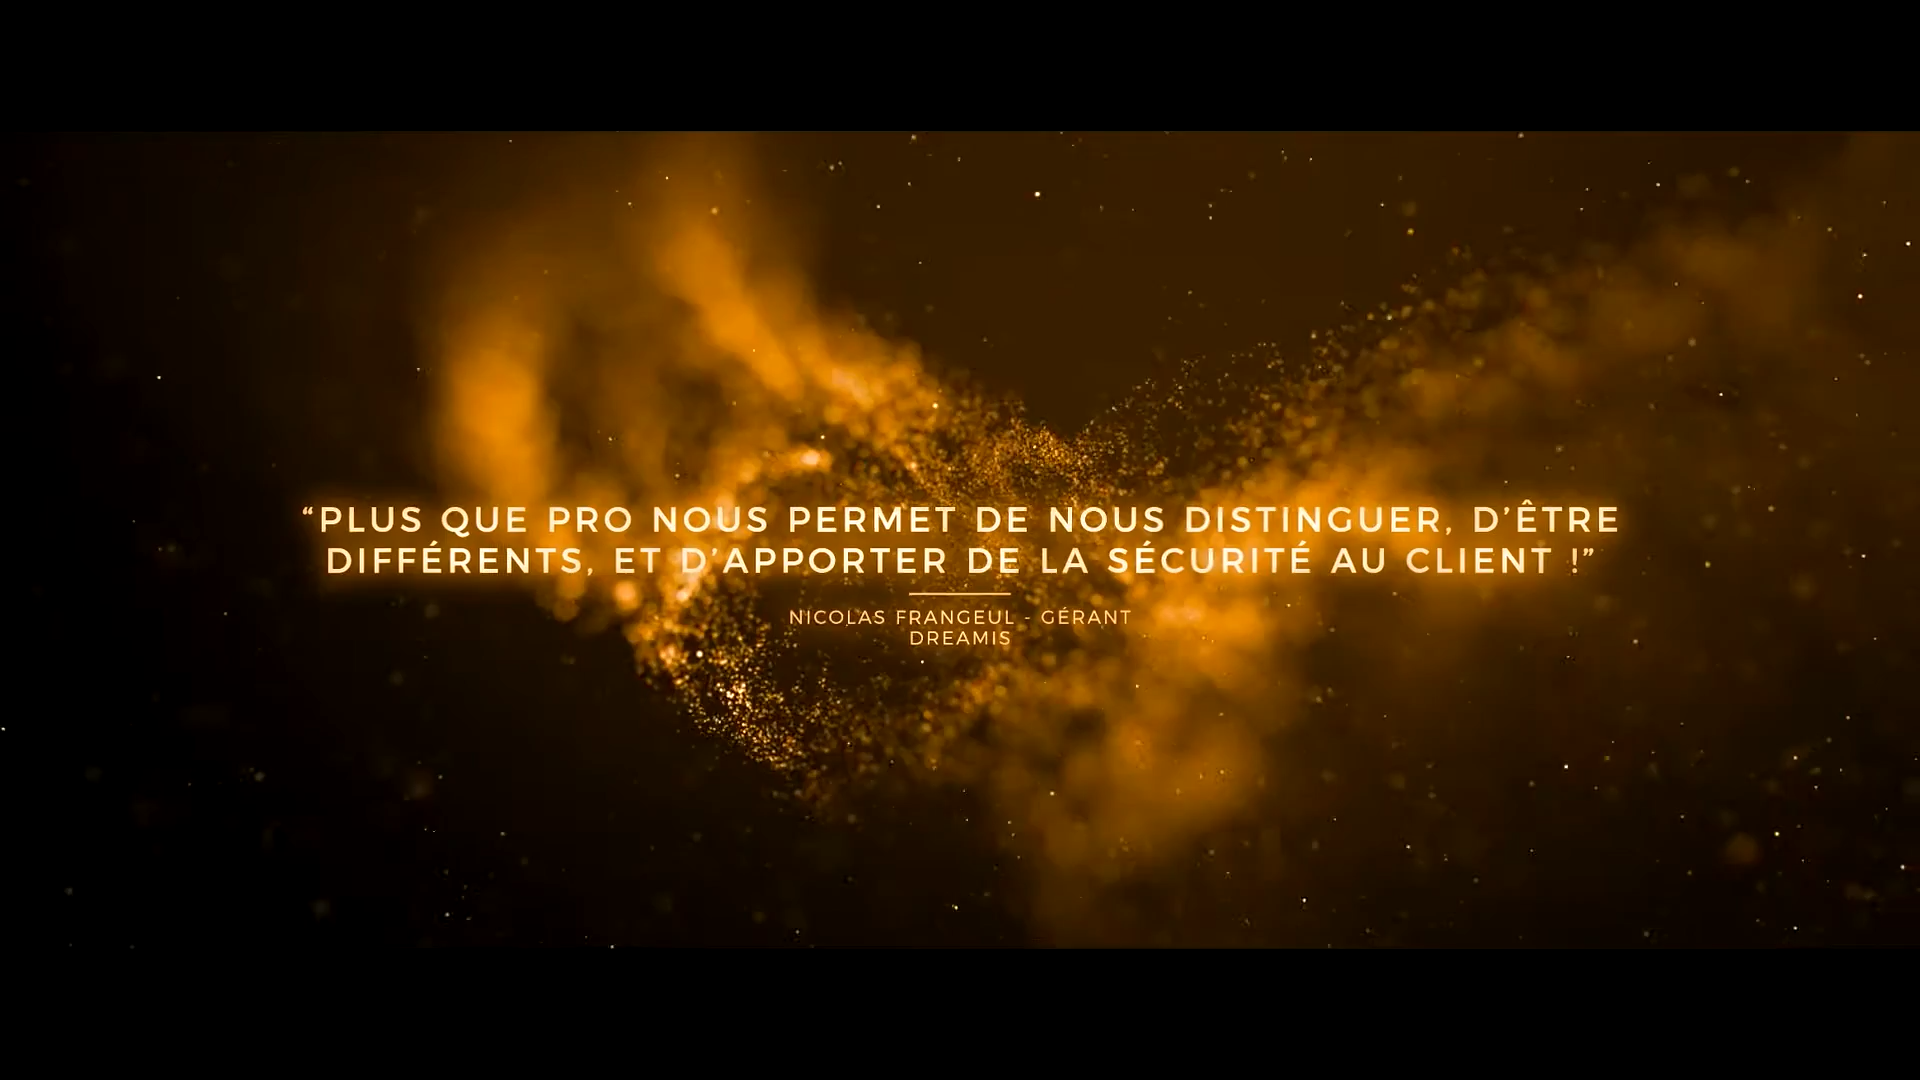 “PLUS QUE PRO NOUS PERMET DE NOUS DISTINGUER, D’ÊTRE
DIFFÉRENTS, ET D’APPORTER DE LA SÉCURITÉ AU CLIENT !”
NICOLAS FRANGEUL - GÉRANT
DREAMIS